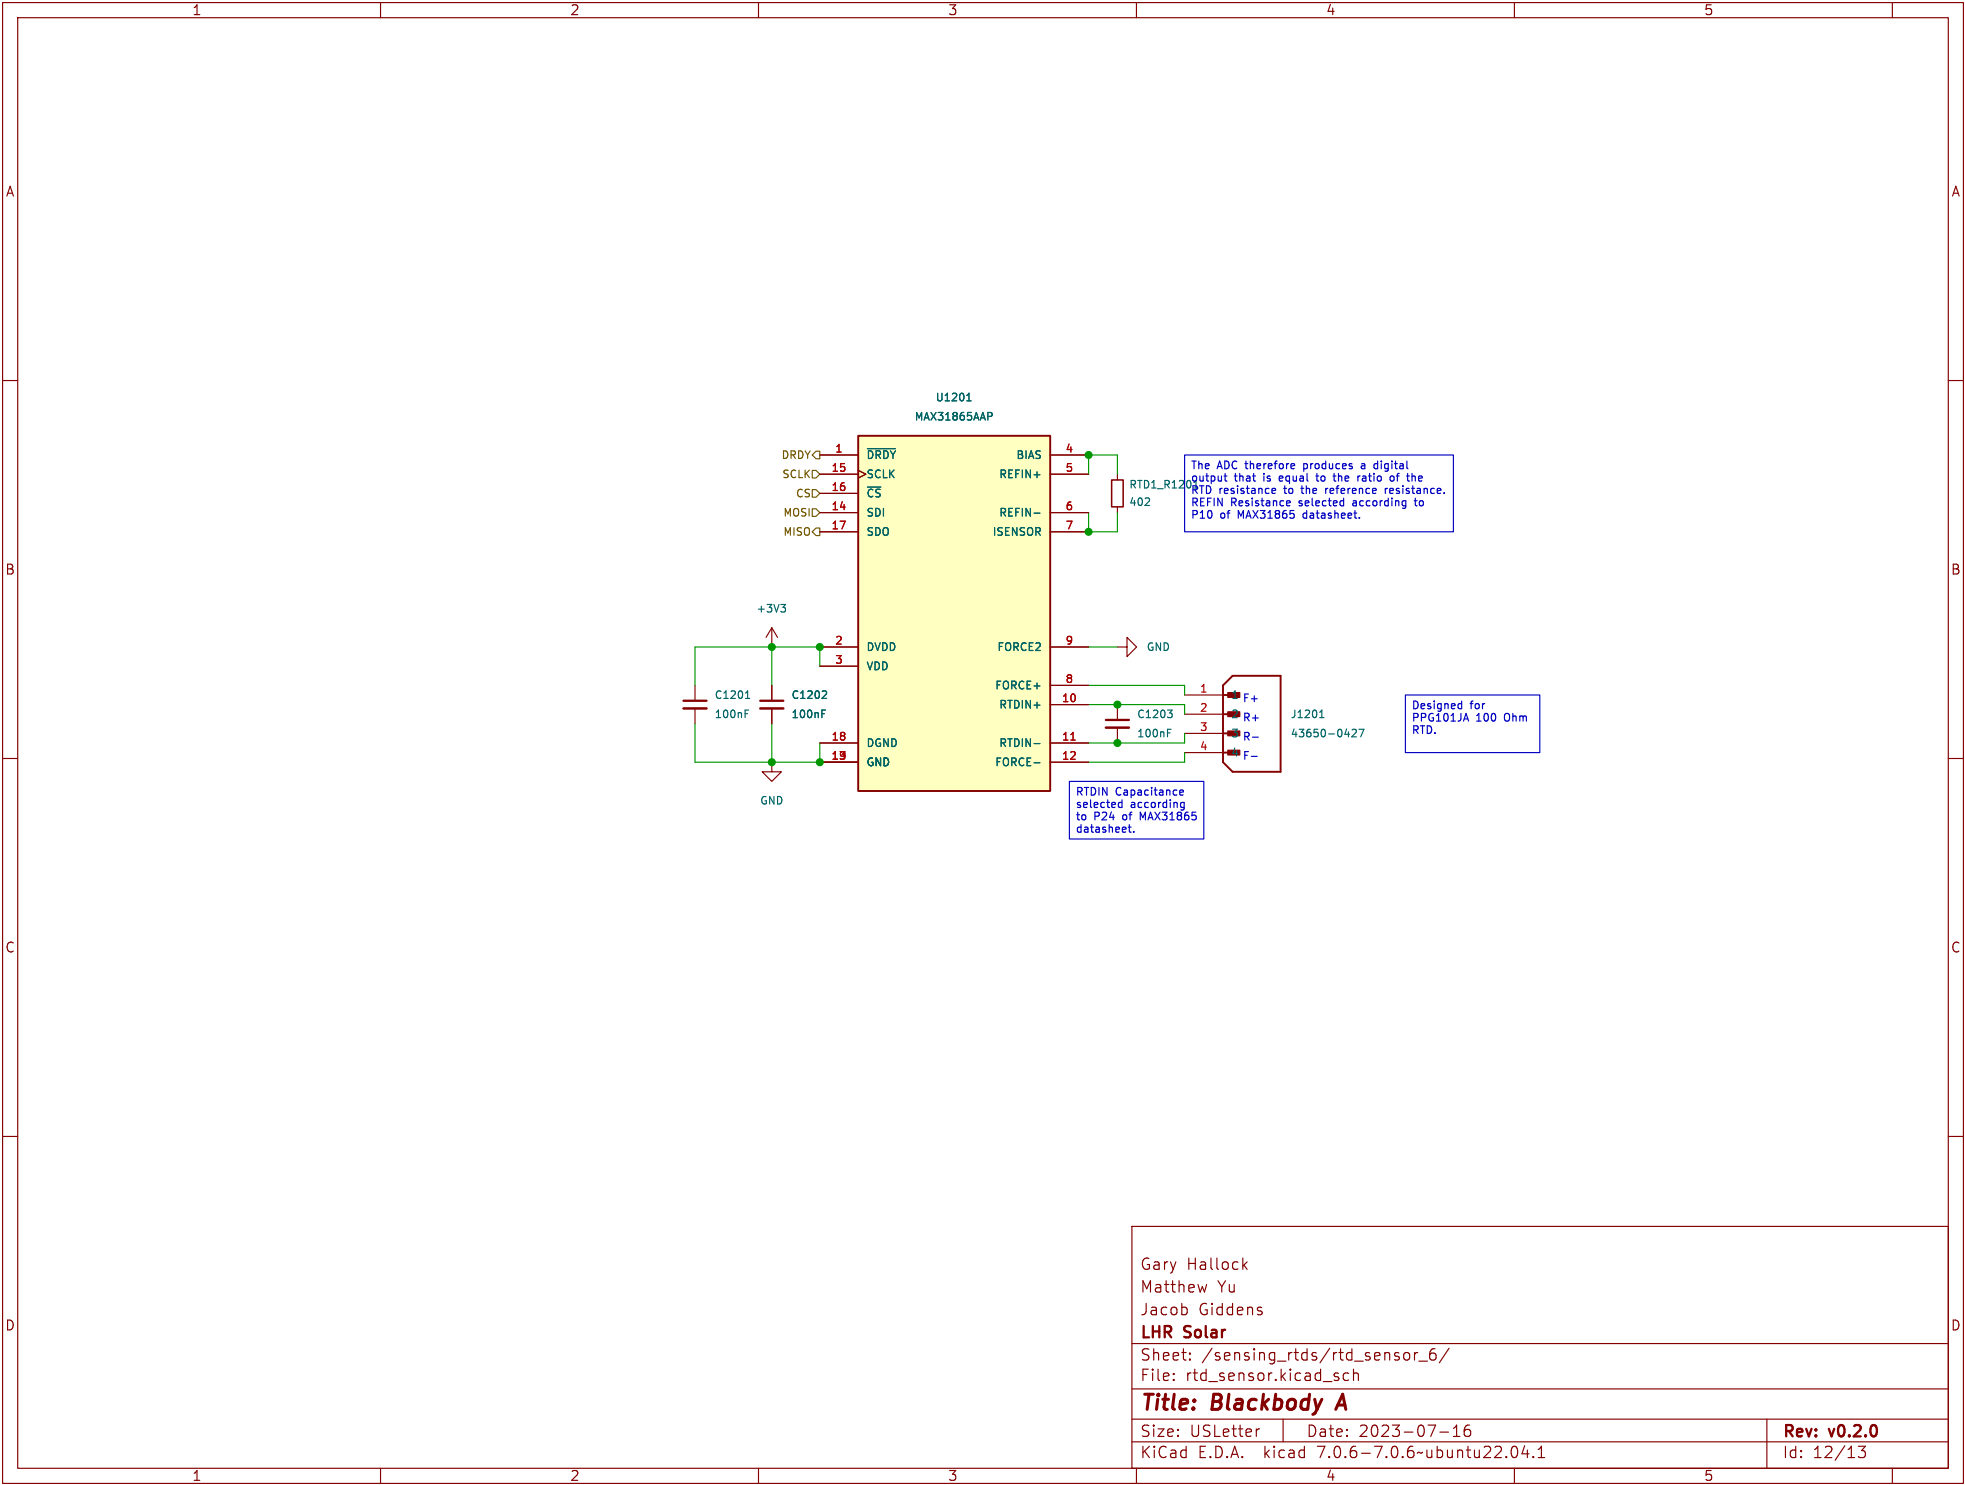 1 2 3 4 5
A A
B B
C C
D D
U1201
MAX31865AAP
DRDY 1 DRDY
SCLK 15 SCLK
CS 16 CS
MOSI 14 SDI
MISO 17 SDO
BIAS 4
REFIN+ 5
REFIN- 6
ISENSOR 7
RTD1_R1201
402
The ADC therefore produces a digital
output that is equal to the ratio of the
RTD resistance to the reference resistance.
REFIN Resistance selected according to
P10 of MAX31865 datasheet.
+3V3
2 DVDD
3 VDD
C1201
100nF
C1202
100nF
18 DGND
19 GND
GND
FORCE2 9 GND
FORCE+ 8
RTDIN+ 10
RTDIN- 11
FORCE- 12
C1203
100nF
1 F+
2 R+
3 R-
4 F-
J1201
43650-0427
Designed for
PPG101JA 100 Ohm
RTD.
RTDIN Capacitance
selected according
to P24 of MAX31865
datasheet.
Gary Hallock
Matthew Yu
Jacob Giddens
LHR Solar
Sheet: /sensing_rtds/rtd_sensor_6/
File: rtd_sensor.kicad_sch
Title: Blackbody A
Size: USLetter Date: 2023-07-16 Rev: v0.2.0
KiCad E.D.A. kicad 7.0.6-7.0.6~ubuntu22.04.1 Id: 12/13
1 2 3 4 5